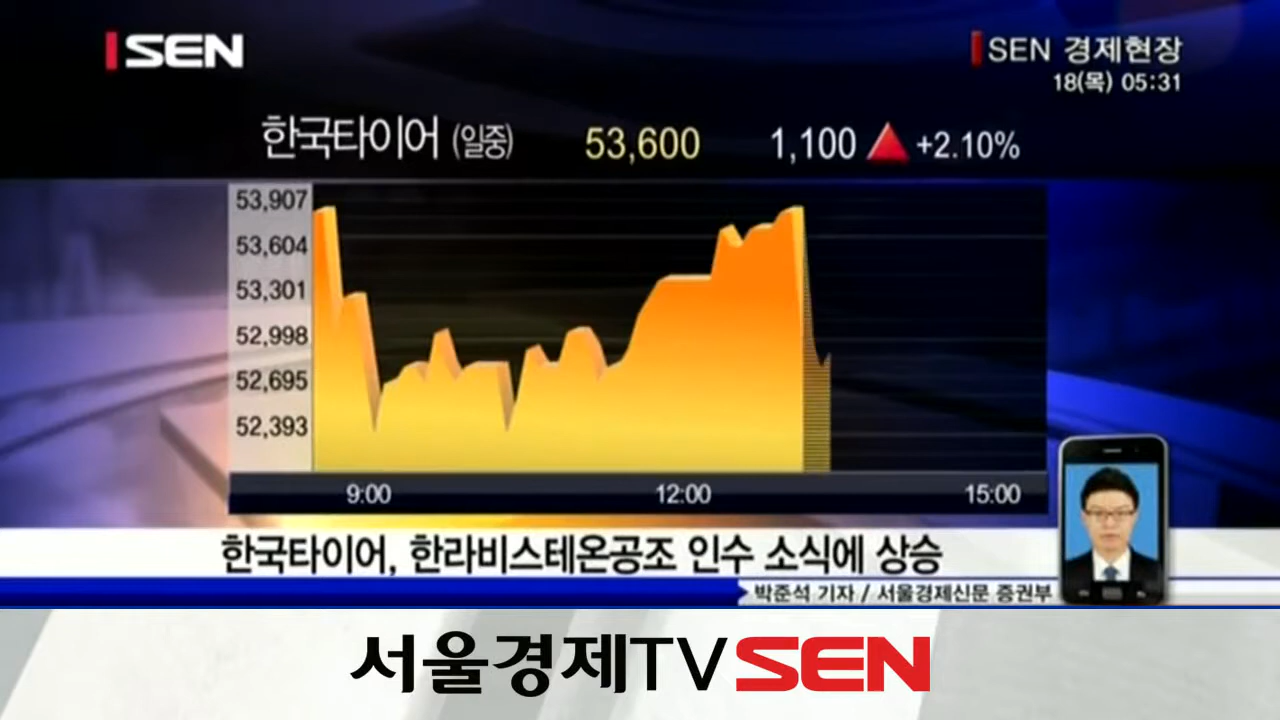 SEN
SEN 경제현장
18(목) 05:31
한국타이어 (일중) 53,600 1,100 ▲ +2.10%
53,907
53,604
53,301
52,998
52,695
52,393
9:00 12:00 15:00
한국타이어, 한라비스테온공조 인수 소식에 상승
박준석 기자 / 서울경제신문 증권부
서울경제TV SEN